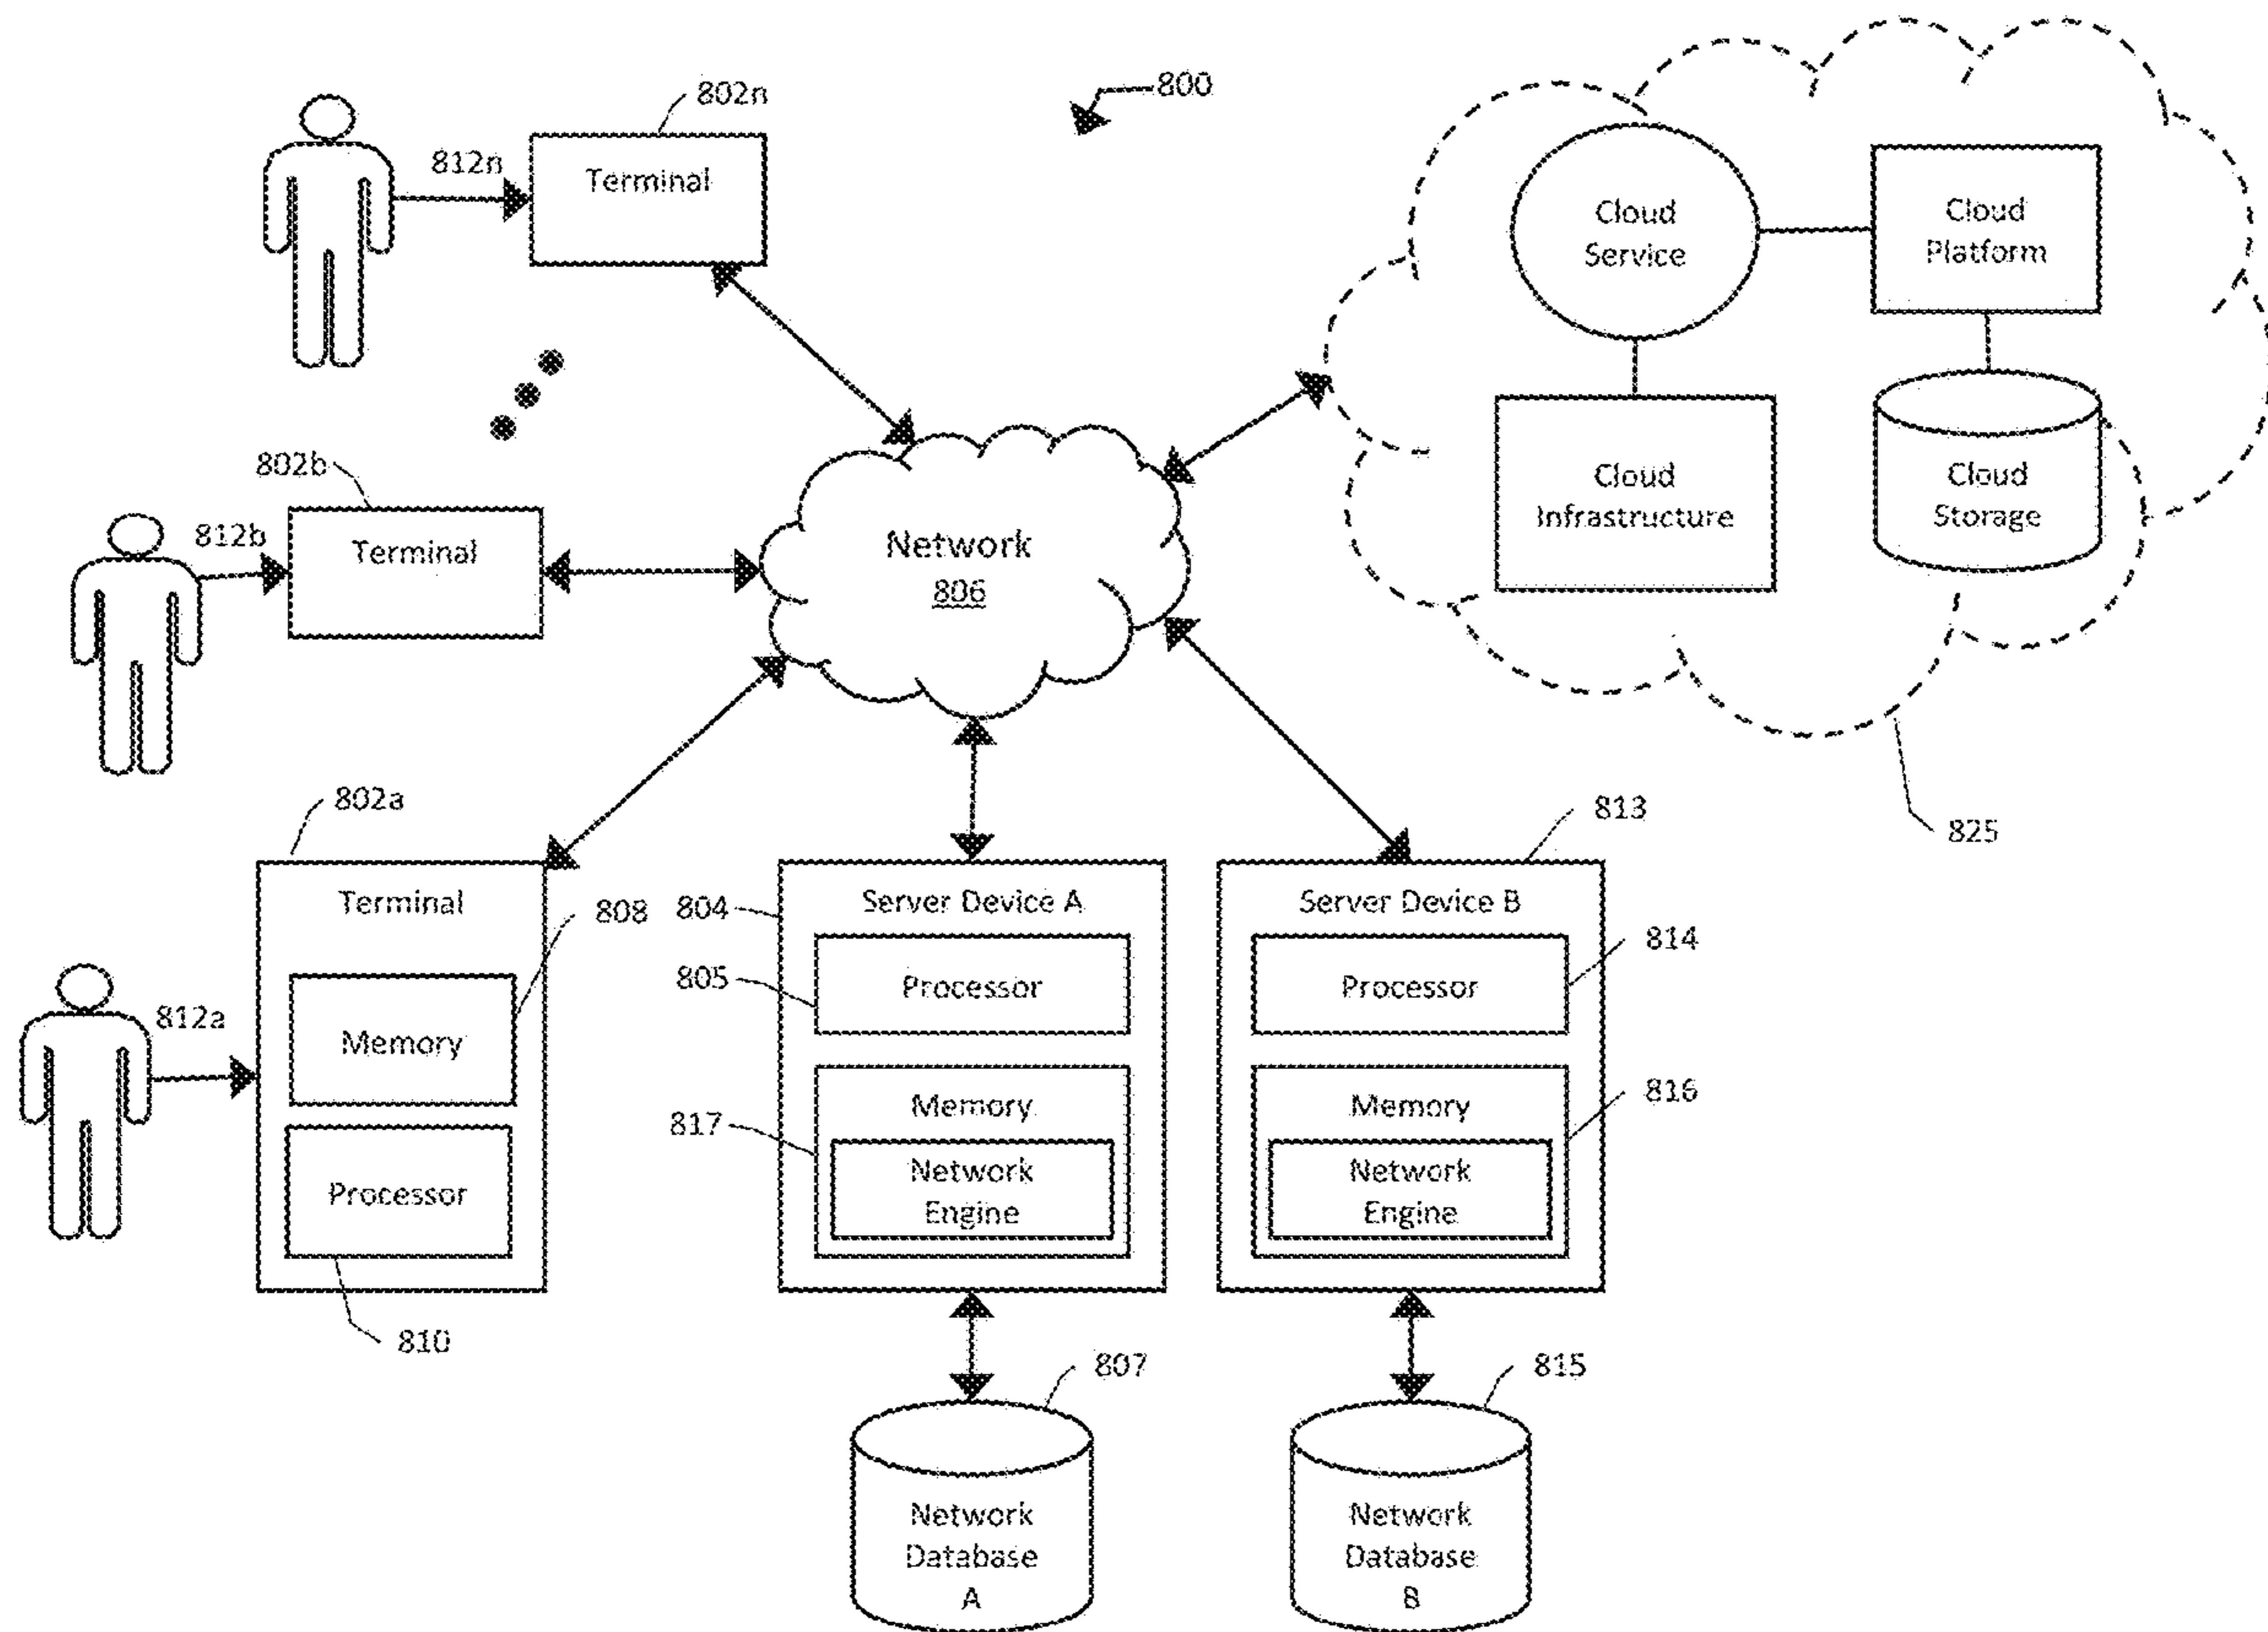 802n
800
812n
Terminal
Cloud
Service
Cloud
Platform
802b
812b
Terminal
Network
806
Cloud
Infrastructure
Cloud
Storage
802a
813
825
Terminal
808
804
Server Device A
Server Device B
814
805
Processor
Processor
812a
Memory
817
Memory
Memory
816
Network
Engine
Network
Engine
Processor
810
807
815
Network
Database
A
Network
Database
B